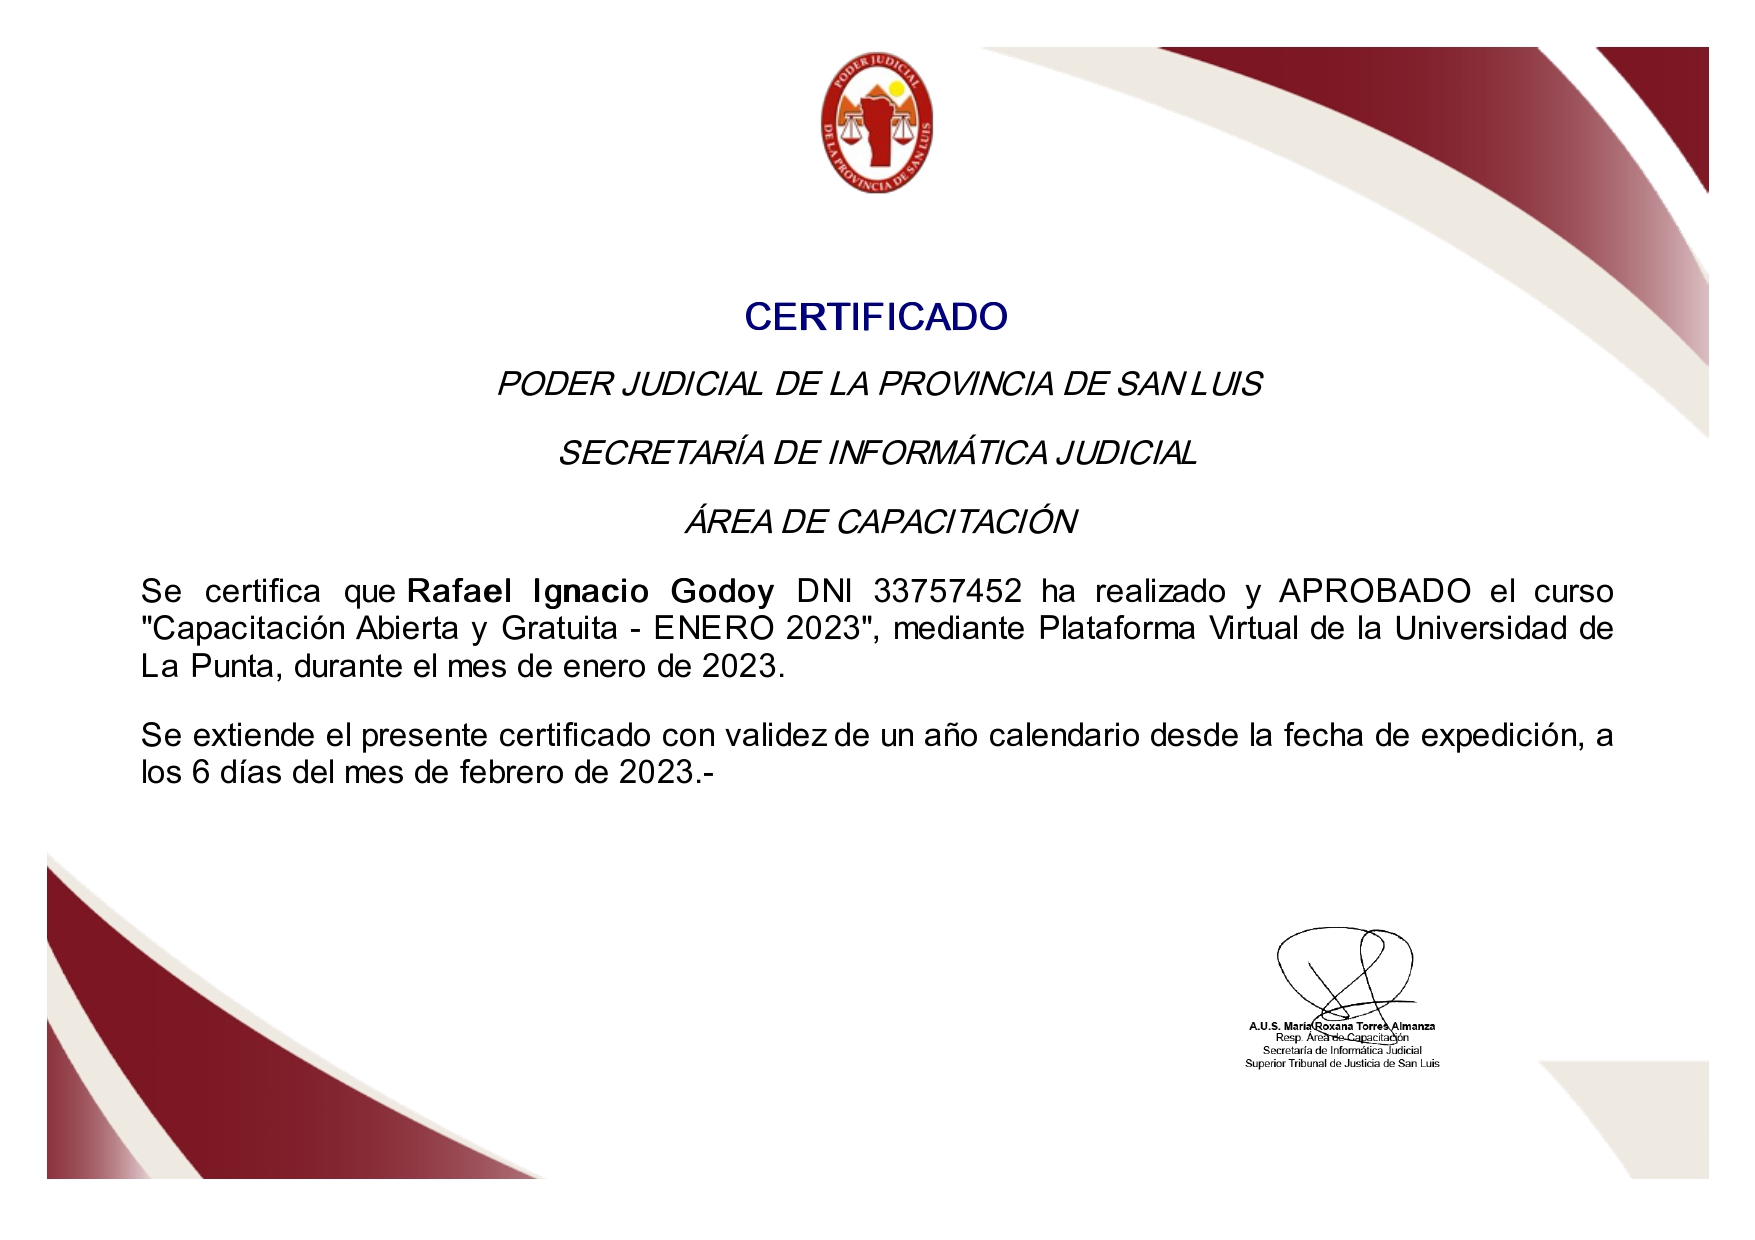 PODER JUDICIAL
DE LA PROVINCIA DE SAN LUIS
CERTIFICADO
PODER JUDICIAL DE LA PROVINCIA DE SAN LUIS
SECRETARÍA DE INFORMÁTICA JUDICIAL
ÁREA DE CAPACITACIÓN
Se certifica que Rafael Ignacio Godoy DNI 33757452 ha realizado y APROBADO el curso
"Capacitación Abierta y Gratuita - ENERO 2023", mediante Plataforma Virtual de la Universidad de
La Punta, durante el mes de enero de 2023.
Se extiende el presente certificado con validez de un año calendario desde la fecha de expedición, a
los 6 días del mes de febrero de 2023.-
A.U.S. María Roxana Torres Almanza
Resp. Área de Capacitación
Secretaría de Informática Judicial
Superior Tribunal de Justicia de San Luis